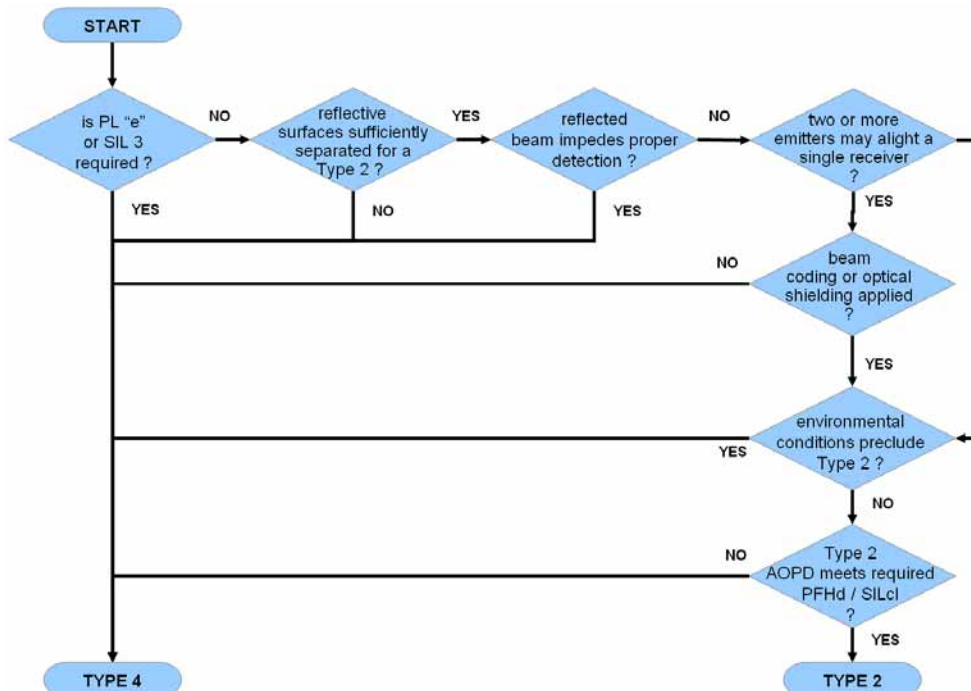 START
is PL “e”
or SIL 3
required ?
NO
reflective
surfaces sufficiently
separated for a
Type 2 ?
YES
reflected
beam impedes proper
detection ?
NO
two or more
emitters may alight a
single receiver
?
YES
NO
YES
YES
NO
beam
coding or optical
shielding applied
?
YES
environmental
conditions preclude
Type 2 ?
YES
NO
NO
Type 2
AOPD meets required
PFHd / SILcl
?
YES
TYPE 4
TYPE 2